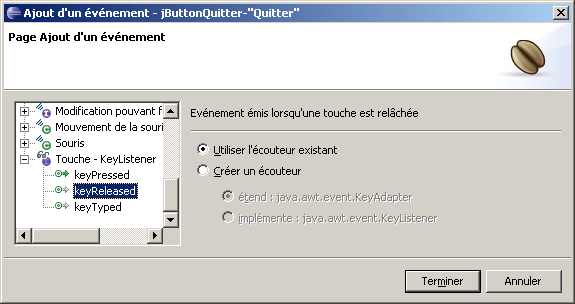 Ajout d'un événement - jButtonQuitter-"Quitter"
Page Ajout d'un événement
Modification pouvant f
Mouvement de la souri
Souris
Touche - KeyListener
keyPressed
keyReleased
keyTyped
Evénement émis lorsqu'une touche est relâchée
Utiliser l'écouteur existant
Créer un écouteur
étend : java.awt.event.KeyAdapter
implémente : java.awt.event.KeyListener
Terminer
Annuler